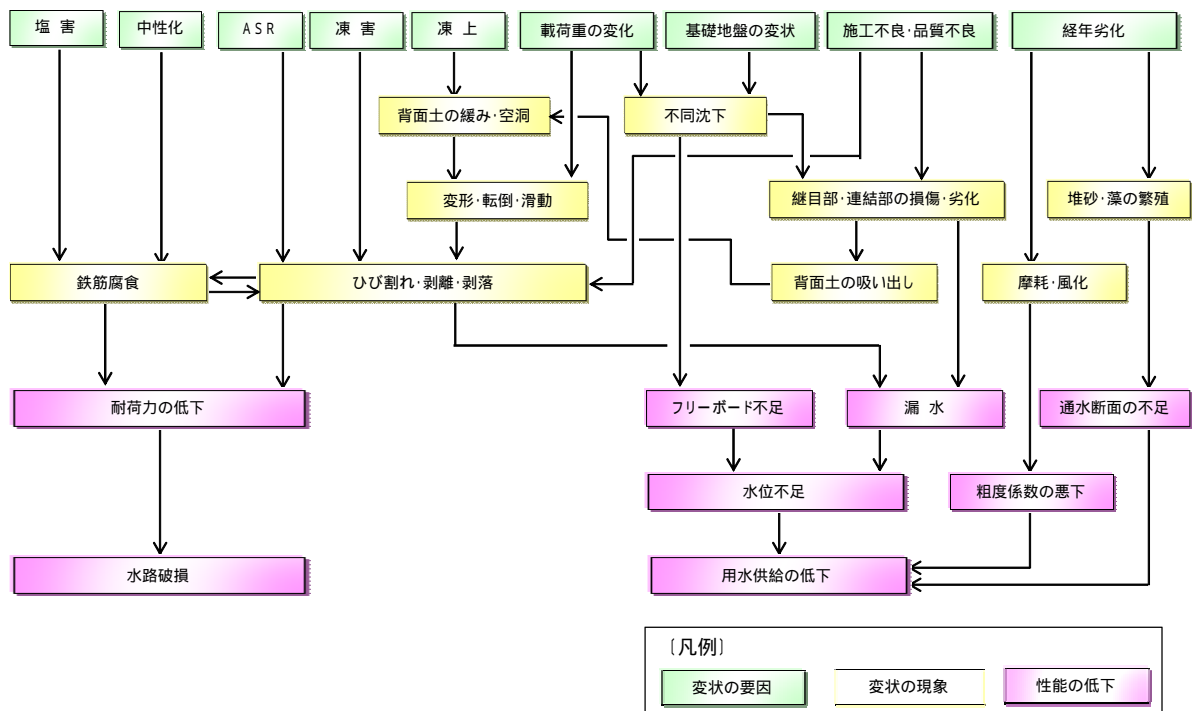 塩 害
中性化
ASR
凍 害
凍 上
載荷重の変化
基礎地盤の変状
施工不良・品質不良
経年劣化
背面土の緩み・空洞
不同沈下
変形・転倒・滑動
継目部・連結部の損傷・劣化
堆砂・藻の繁殖
鉄筋腐食
ひび割れ・剥離・剥落
背面土の吸い出し
摩耗・風化
耐荷力の低下
フリーボード不足
漏 水
通水断面の不足
水位不足
粗度係数の悪下
水路破損
用水供給の低下
〔凡例〕
変状の要因
変状の現象
性能の低下